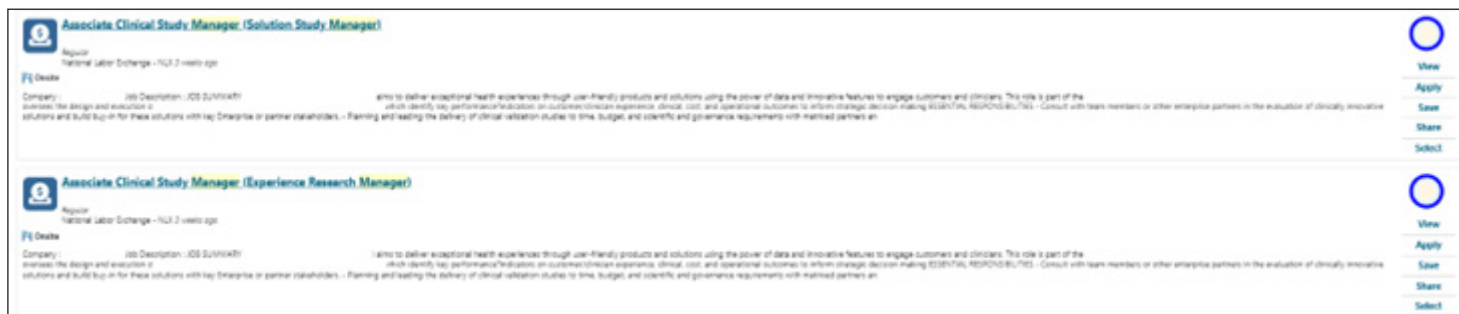 Associate Clinical Study Manager (Solution Study Manager)
Regular
National Labor Exchange - NLX 3 weeks ago
Onsite
Company : Job Description : JOB SUMMARY aims to deliver exceptional health experiences through user-friendly products and solutions using the power of data and innovative features to engage customers and clinicians. This role is part of the
oversees the design and execution o which identify key performance indicators on customer/clinician experience, clinical, cost, and operational outcomes to inform strategic decision making ESSENTIAL RESPONSIBILITIES - Consult with team members or other enterprise partners in the evaluation of clinically innovative
solutions and build buy-in for these solutions with key Enterprise or partner stakeholders. - Planning and leading the delivery of clinical validation studies to time, budget, and scientific and governance requirements with matrixed partners an
View
Apply
Save
Share
Select
Associate Clinical Study Manager (Experience Research Manager)
Regular
National Labor Exchange - NLX 3 weeks ago
Onsite
Company : Job Description : JOB SUMMARY aims to deliver exceptional health experiences through user-friendly products and solutions using the power of data and innovative features to engage customers and clinicians. This role is part of the
oversees the design and execution o which identify key performance indicators on customer/clinician experience, clinical, cost, and operational outcomes to inform strategic decision making ESSENTIAL RESPONSIBILITIES - Consult with team members or other enterprise partners in the evaluation of clinically innovative
solutions and build buy-in for these solutions with key Enterprise or partner stakeholders. - Planning and leading the delivery of clinical validation studies to time, budget, and scientific and governance requirements with matrixed partners an
View
Apply
Save
Share
Select